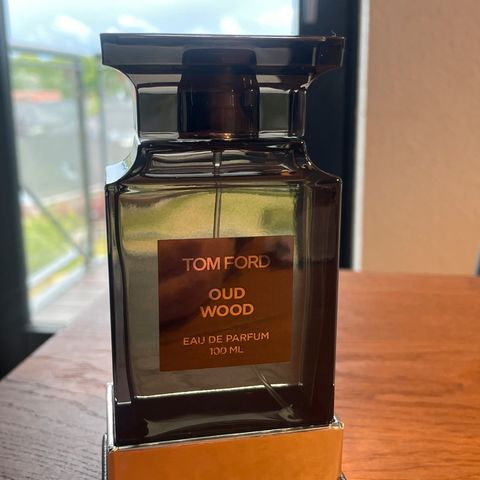 TOM FORD
OUD
WOOD
EAU DE PARFUM
100 ML